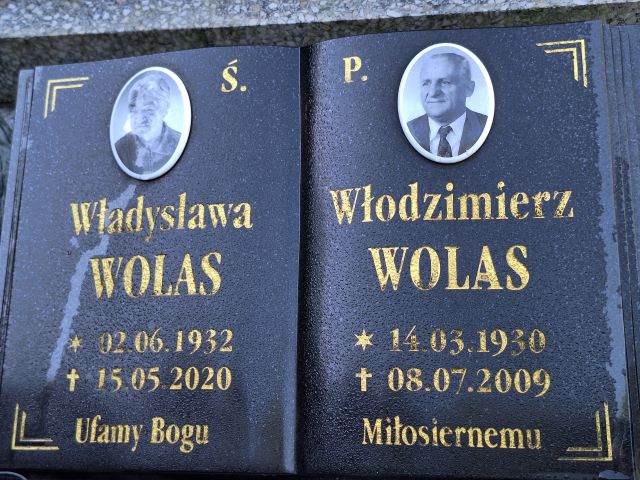 Ś. P.
Władysława
WOLAS
* 02.06.1932
✝ 15.05.2020
Ufamy Bogu
Włodzimierz
WOLAS
* 14.03.1930
✝ 08.07.2009
Miłosiernemu